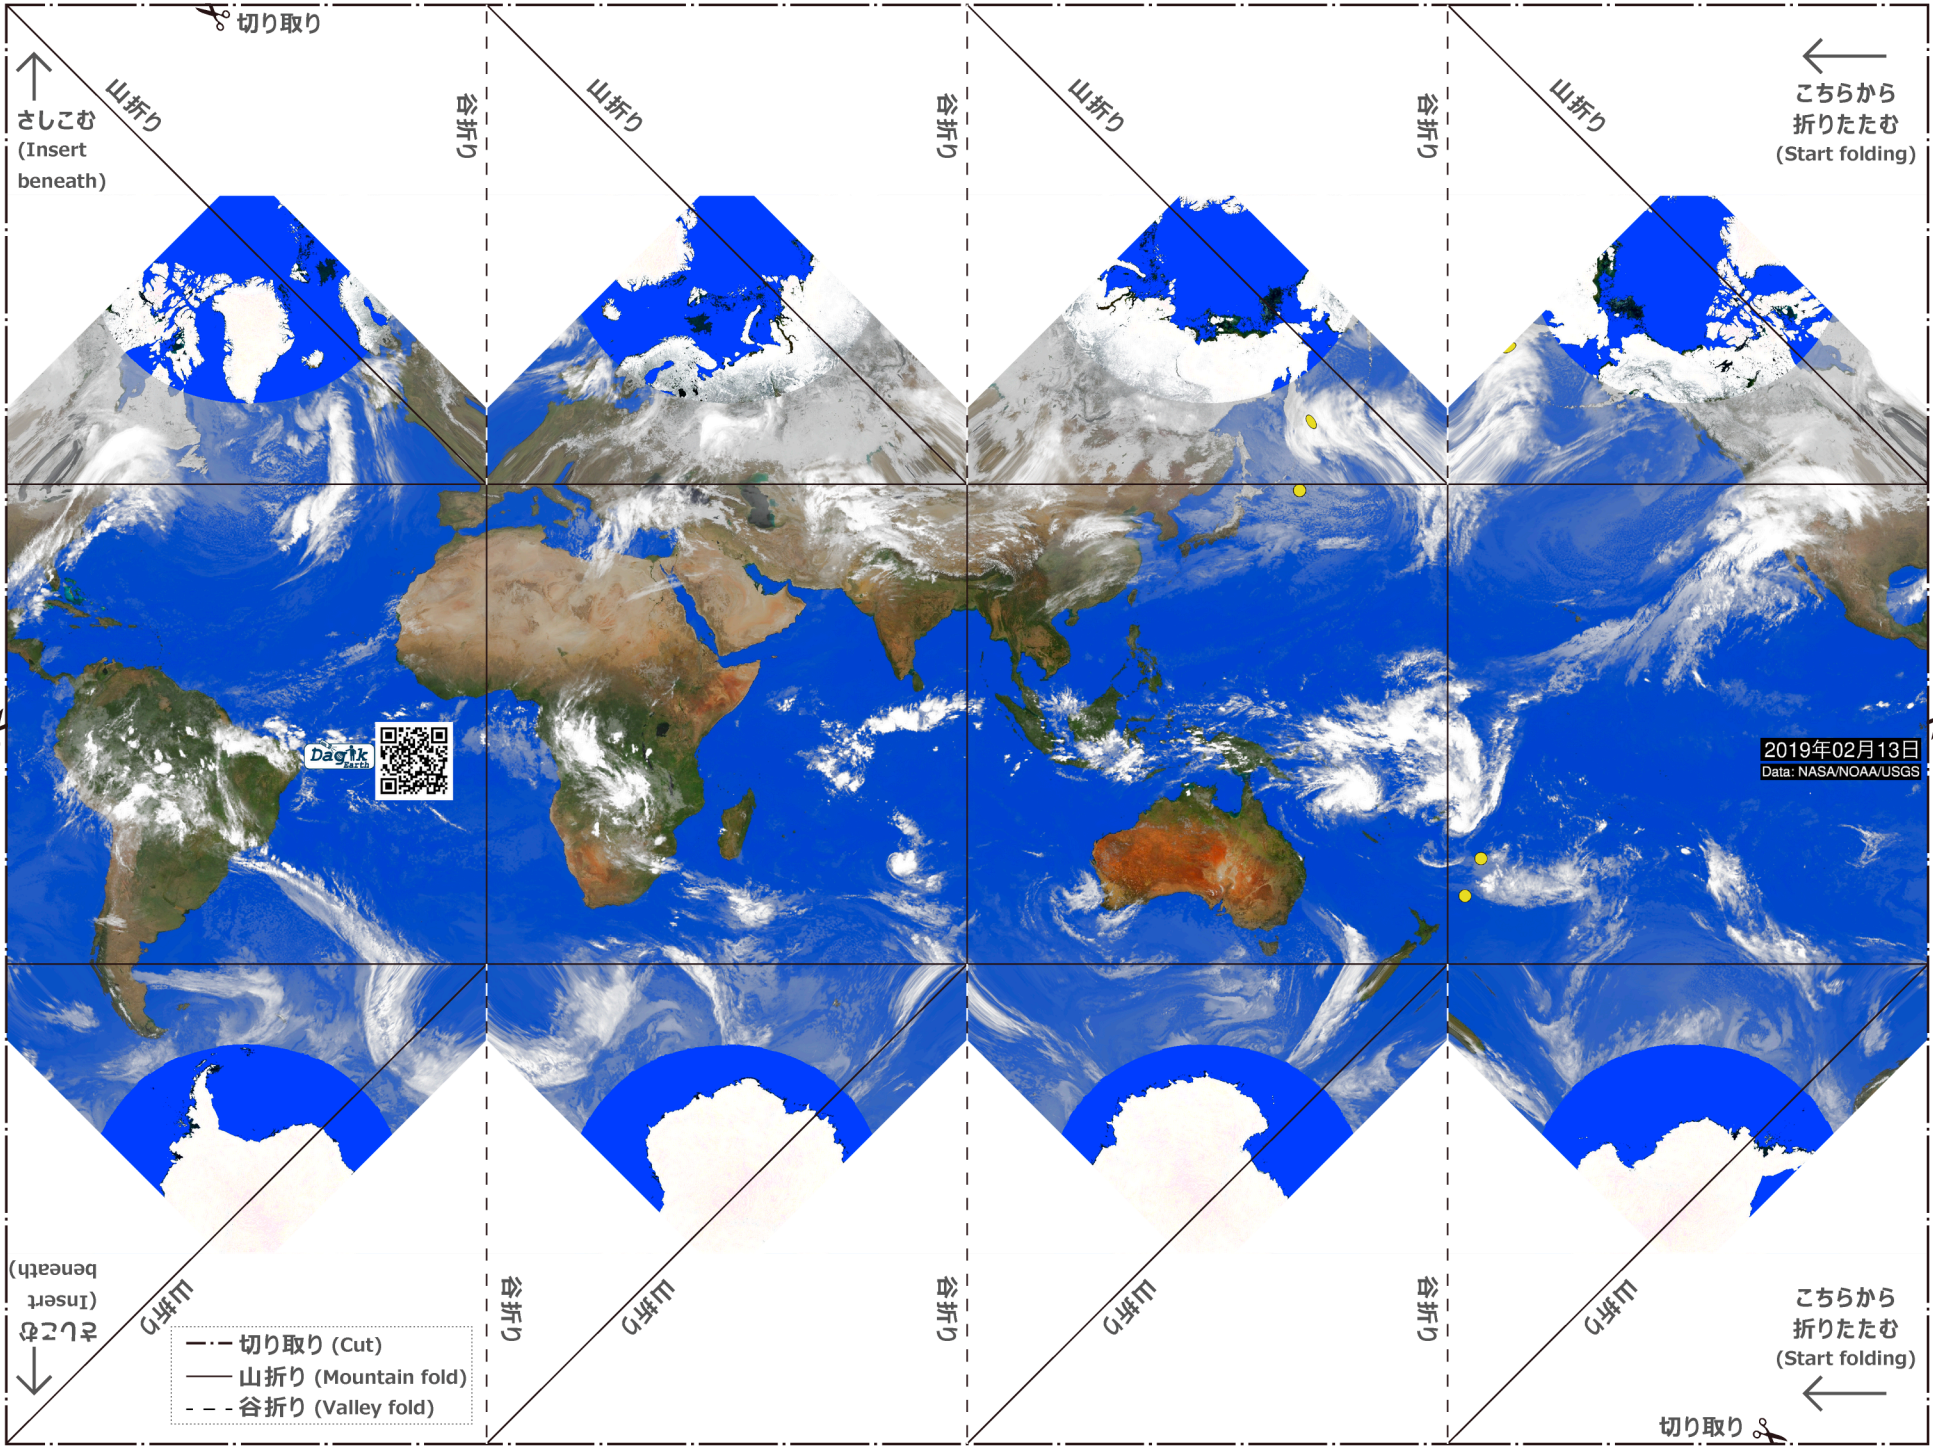 切り取り
山折り
谷折り
山折り
谷折り
山折り
谷折り
山折り
さしこむ
(Insert
beneath)
こちらから
折りたたむ
(Start folding)
Dagik
Earth
2019年02月13日
Data: NASA/NOAA/USGS
さしこむ
(Insert
beneath)
山折り
谷折り
山折り
谷折り
山折り
谷折り
山折り
こちらから
折りたたむ
(Start folding)
切り取り (Cut)
山折り (Mountain fold)
谷折り (Valley fold)
切り取り